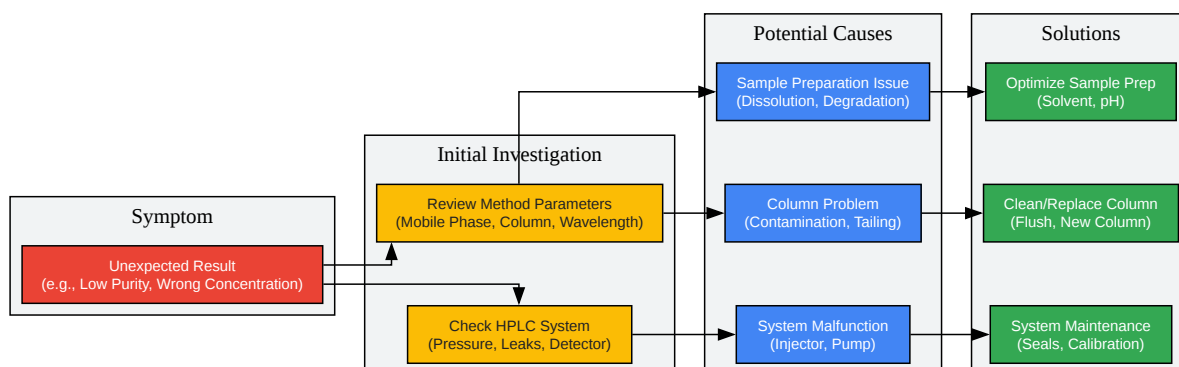 Symptom
Unexpected Result
(e.g., Low Purity, Wrong Concentration)
Initial Investigation
Review Method Parameters
(Mobile Phase, Column, Wavelength)
Check HPLC System
(Pressure, Leaks, Detector)
Potential Causes
Sample Preparation Issue
(Dissolution, Degradation)
Column Problem
(Contamination, Tailing)
System Malfunction
(Injector, Pump)
Solutions
Optimize Sample Prep
(Solvent, pH)
Clean/Replace Column
(Flush, New Column)
System Maintenance
(Seals, Calibration)